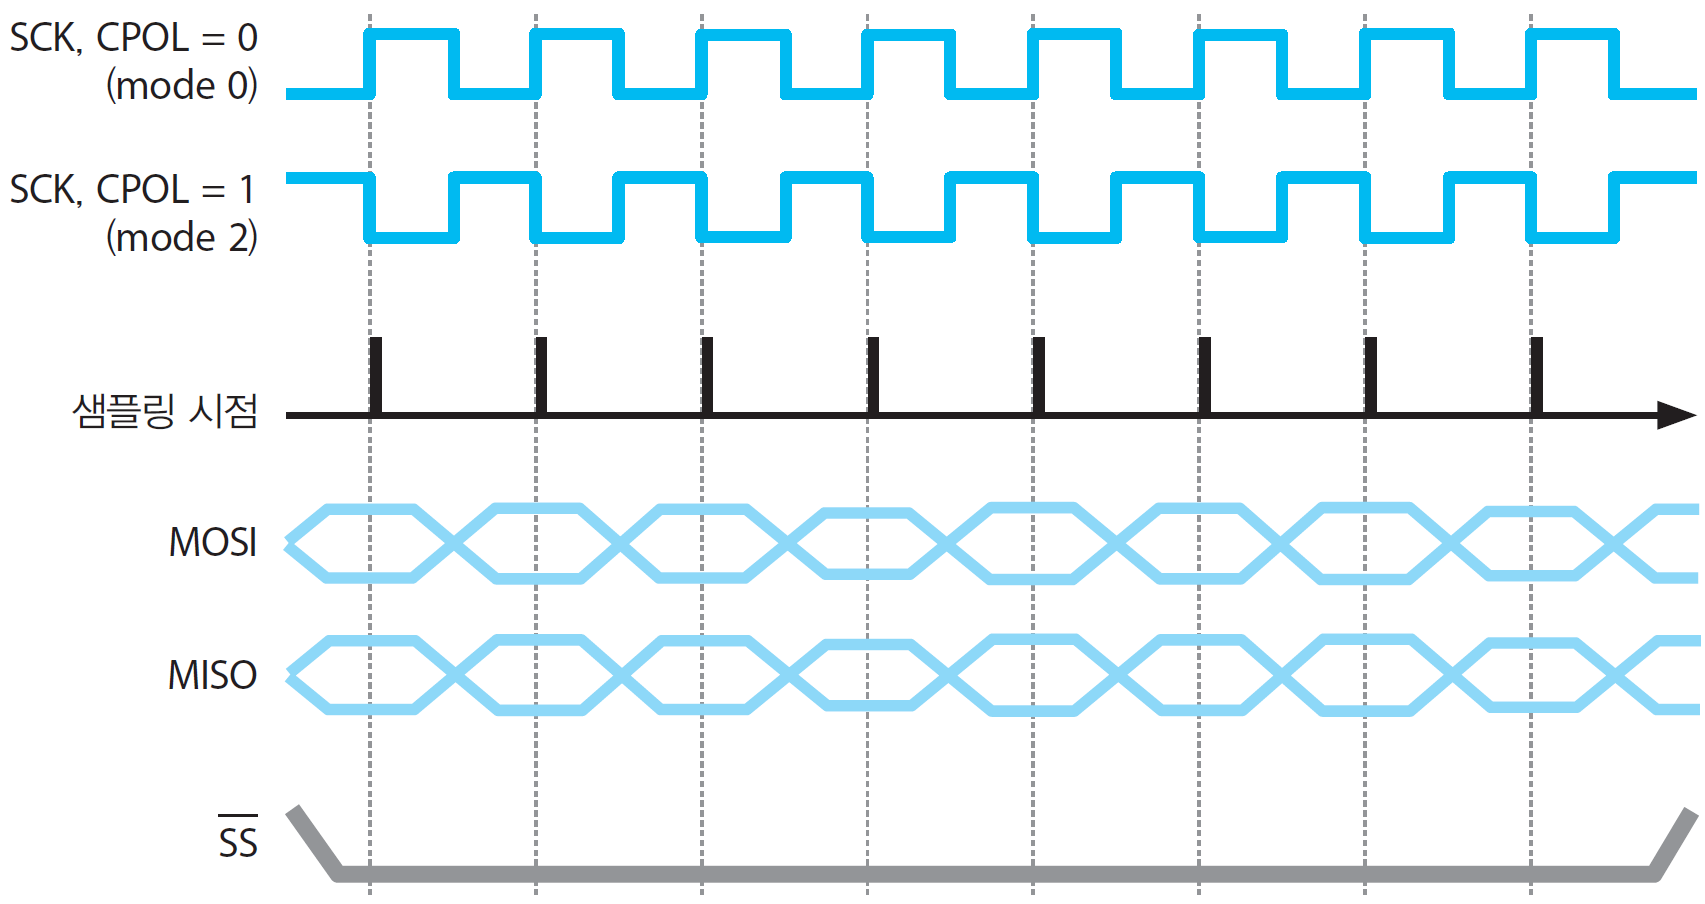 SCK, CPOL = 0
(mode 0)
SCK, CPOL = 1
(mode 2)
샘플링 시점
MOSI
MISO
SS